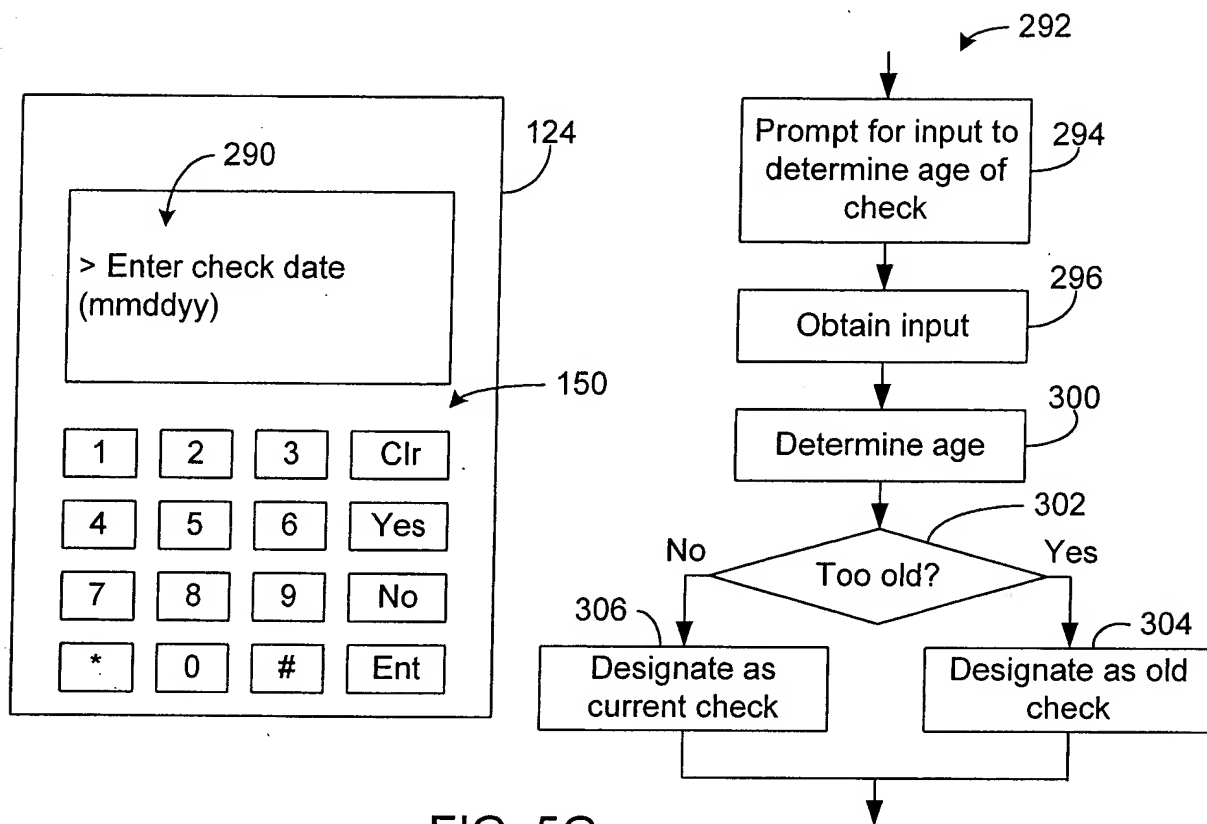 292
124
290
> Enter check date
(mmddyy)
150
1 2 3 Clr
4 5 6 Yes
7 8 9 No
* 0 # Ent
Prompt for input to
determine age of
check
294
Obtain input
296
Determine age
300
Too old?
302
No
Yes
306
Designate as
current check
304
Designate as old
check